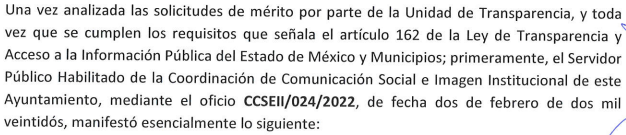 Una vez analizada las solicitudes de mérito por parte de la Unidad de Transparencia, y toda
vez que se cumplen los requisitos que señala el artículo 162 de la Ley de Transparencia y
Acceso a la Información Pública del Estado de México y Municipios; primeramente, el Servidor
Público Habilitado de la Coordinación de Comunicación Social e Imagen Institucional de este
Ayuntamiento, mediante el oficio CCSEII/024/2022, de fecha dos de febrero de dos mil
veintidós, manifestó esencialmente lo siguiente: